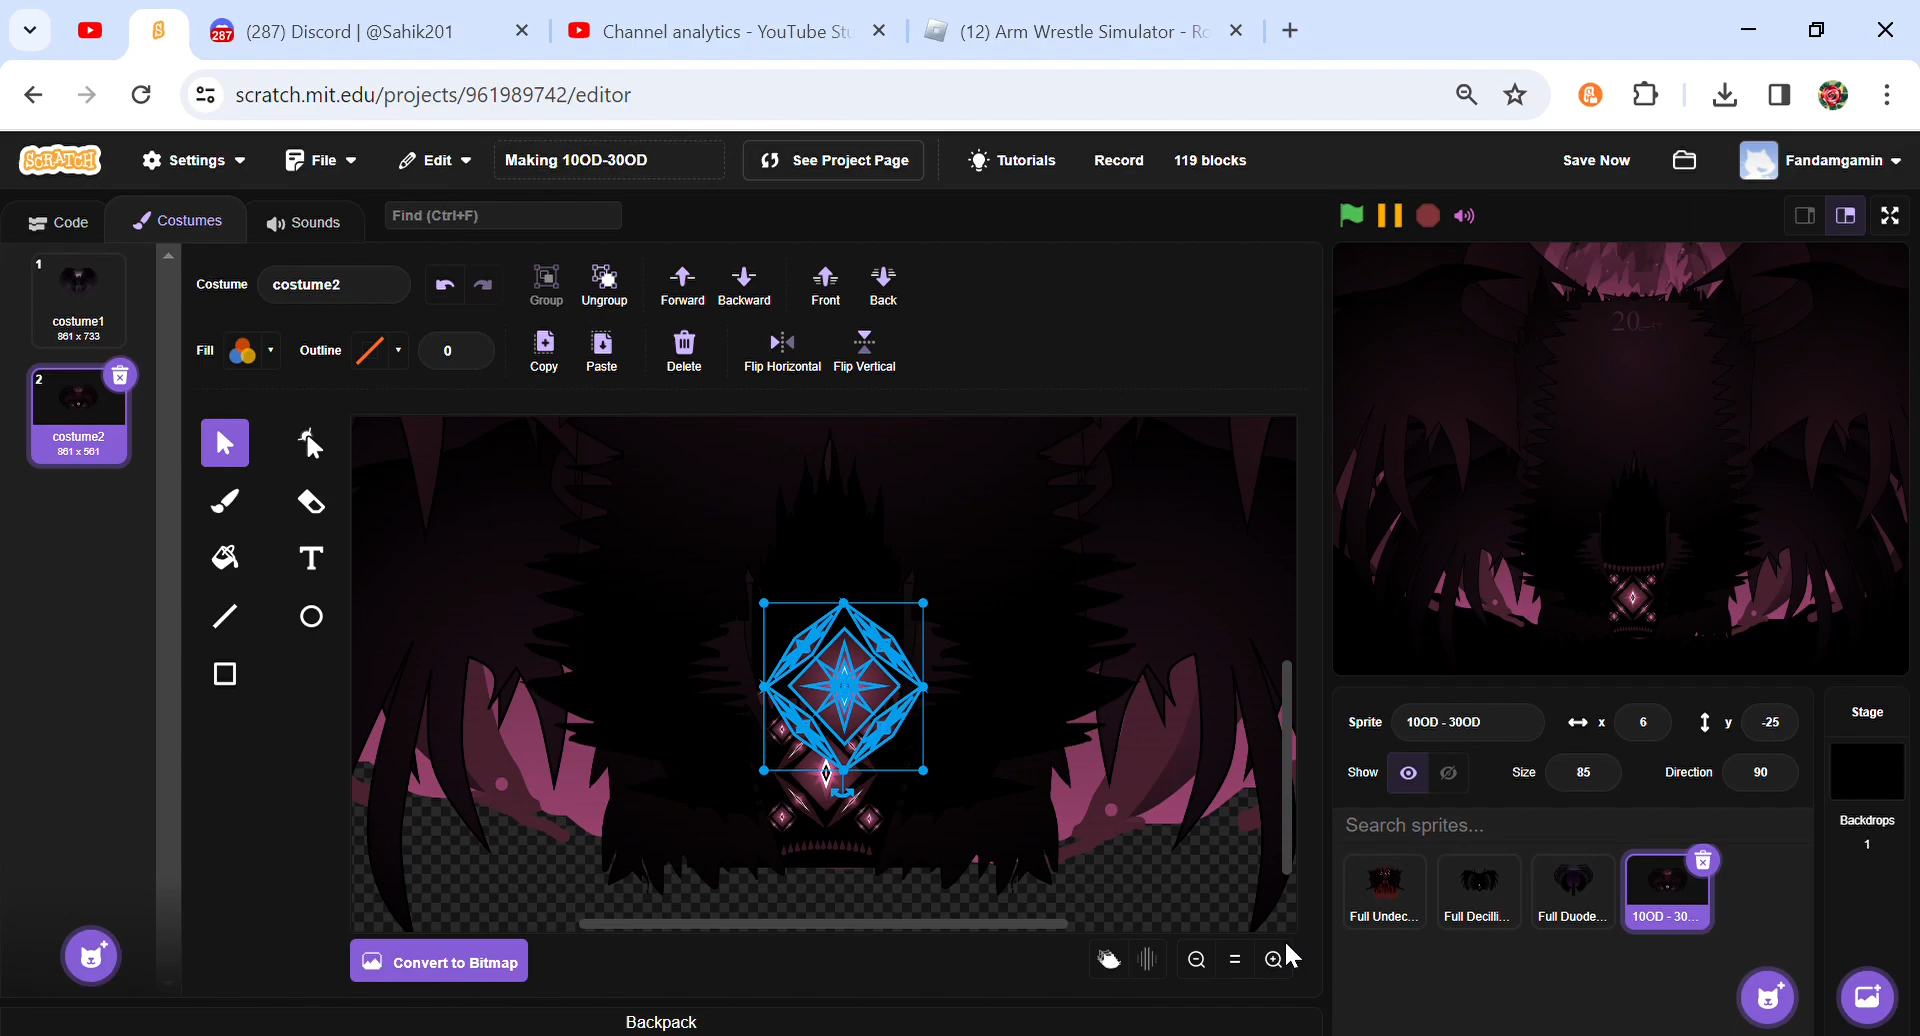 287
(287) Discord | @Sahik201
Channel analytics - YouTube Stu
(12) Arm Wrestle Simulator - Ro
scratch.mit.edu/projects/961989742/editor
SCRATCH
Settings
File
Edit
Making 10OD-30OD
See Project Page
Tutorials
Record
119 blocks
Save Now
Fandamgamin
Code
Costumes
Sounds
Find (Ctrl+F)
1
costume1
861 x 733
2
costume2
861 x 561
Costume
costume2
Group
Ungroup
Forward
Backward
Front
Back
Fill
Outline
0
Copy
Paste
Delete
Flip Horizontal
Flip Vertical
T
Convert to Bitmap
Backpack
Sprite
10OD - 30OD
x
6
y
-25
Show
Size
85
Direction
90
Search sprites...
Full Undec...
Full Decilli...
Full Duode...
10OD - 30...
Stage
Backdrops
1